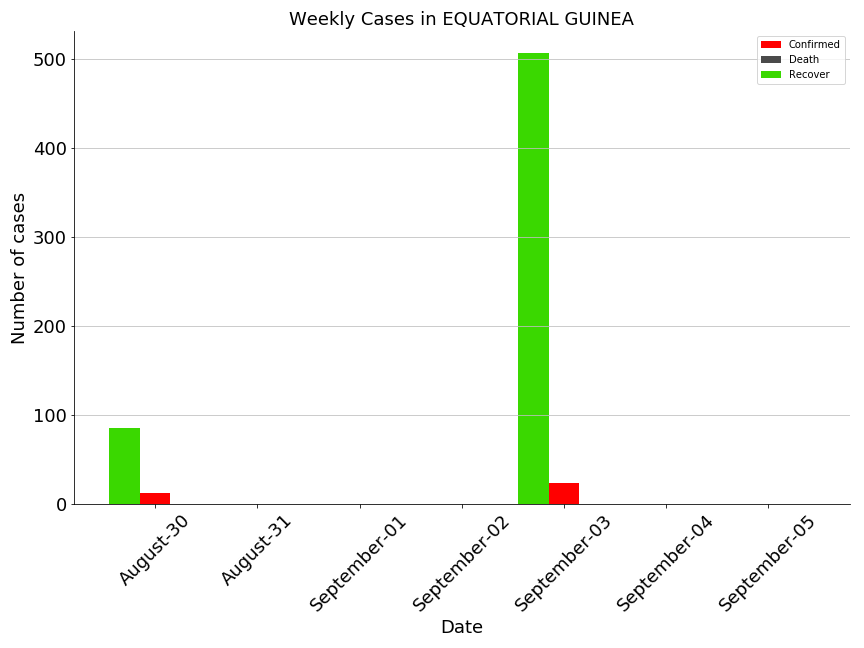 Weekly Cases in EQUATORIAL GUINEA
Confirmed
Death
Recover
Number of cases
500
400
300
200
100
0
August-30
August-31
September-01
September-02
September-03
September-04
September-05
Date